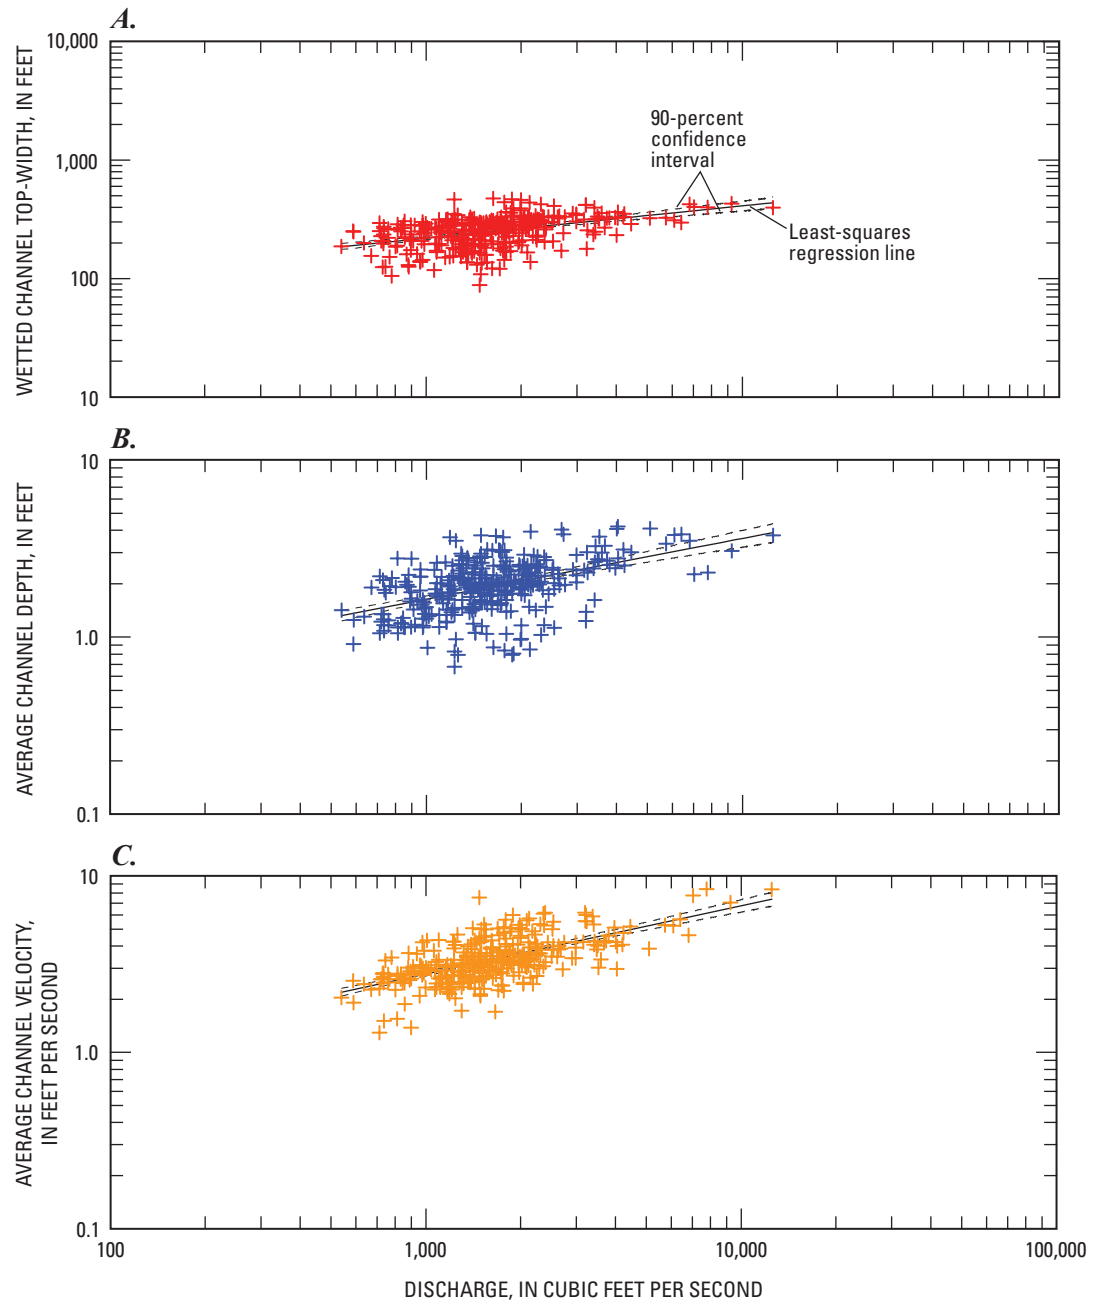 A.
10,000
1,000
100
10
WETTED CHANNEL TOP-WIDTH, IN FEET
90-percent
confidence
interval
Least-squares
regression line
B.
10
1.0
0.1
AVERAGE CHANNEL DEPTH, IN FEET
C.
10
1.0
0.1
AVERAGE CHANNEL VELOCITY,
IN FEET PER SECOND
100
1,000
10,000
100,000
DISCHARGE, IN CUBIC FEET PER SECOND